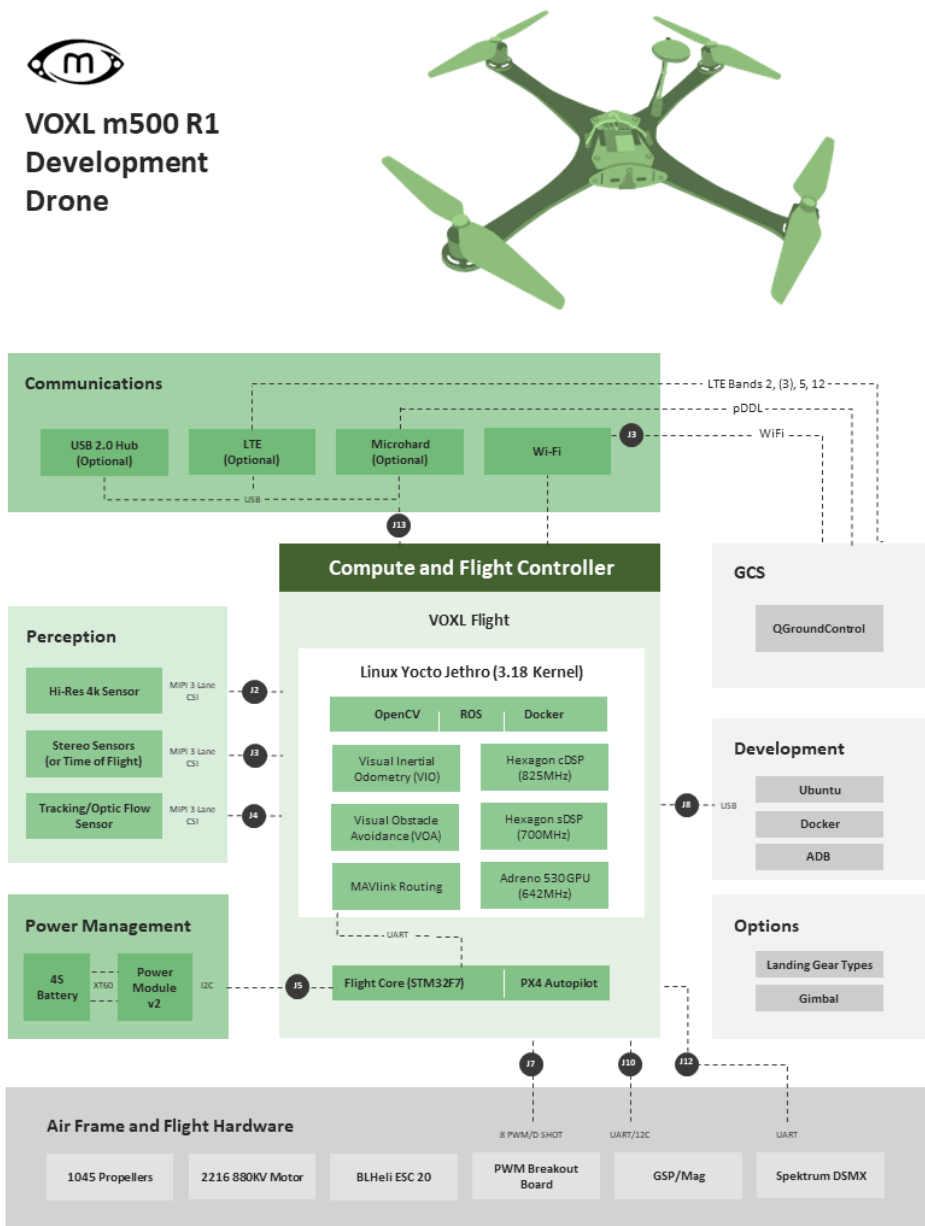 m
VOXL m500 R1
Development
Drone
Communications
LTE Bands 2, (3), 5, 12
pDDL
WiFi
J3
USB 2.0 Hub
(Optional)
LTE
(Optional)
Microhard
(Optional)
Wi-Fi
USB
J13
Compute and Flight Controller
VOXL Flight
Linux Yocto Jethro (3.18 Kernel)
OpenCV
ROS
Docker
Visual Inertial
Odometry (VIO)
Hexagon cDSP
(825MHz)
Visual Obstacle
Avoidance (VOA)
Hexagon sDSP
(700MHz)
MAVlink Routing
Adreno 530 GPU
(642MHz)
UART
Flight Core (STM32F7)
PX4 Autopilot
Perception
Hi-Res 4k Sensor
MIPI 3 Lane
CSI
J2
Stereo Sensors
(or Time of Flight)
MIPI 3 Lane
CSI
J3
Tracking/Optic Flow
Sensor
MIPI 3 Lane
CSI
J4
Power Management
4S
Battery
XT60
Power
Module
v2
I2C
J5
GCS
QGroundControl
Development
J8
USB
Ubuntu
Docker
ADB
Options
Landing Gear Types
Gimbal
J7
J10
J12
Air Frame and Flight Hardware
8 PWM/D SHOT
UART/12C
UART
1045 Propellers
2216 880KV Motor
BLHeli ESC 20
PWM Breakout
Board
GSP/Mag
Spektrum DSMX